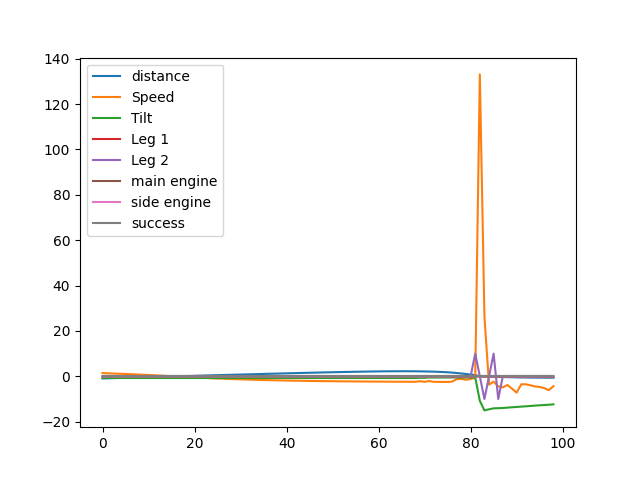 140
120
100
80
60
40
20
0
−20
distance
Speed
Tilt
Leg 1
Leg 2
main engine
side engine
success
0 20 40 60 80 100